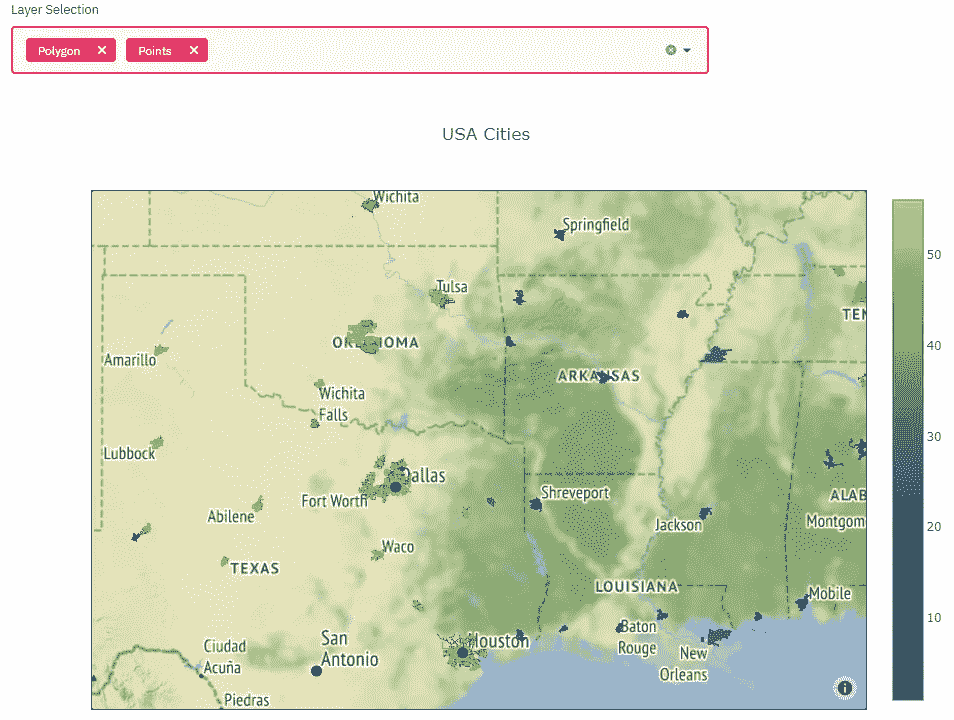 Layer Selection
Polygon ×
Points ×
USA Cities
Wichita
Springfield
Tulsa
TEN
OKLAHOMA
Amarillo
ARKANSAS
Wichita
Falls
Lubbock
Dallas
Fort Worth
Shreveport
ALAB
Abilene
Jackson
Montgom
Waco
TEXAS
LOUISIANA
Mobile
Baton
Rouge
New
Orleans
Houston
San
Antonio
Ciudad
Acuña
Piedras
i
50
40
30
20
10